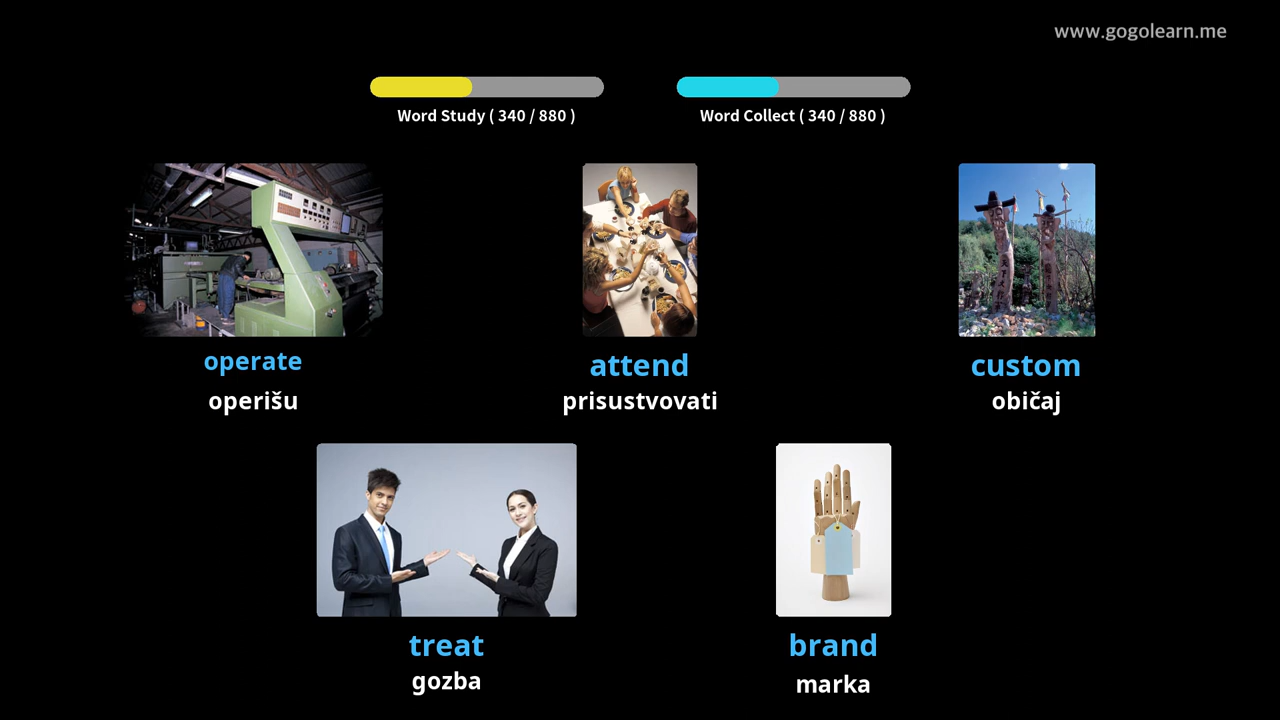 www.gogolearn.me
Word Study ( 340 / 880 )
Word Collect ( 340 / 880 )
operate
operišu
attend
prisustvovati
custom
običaj
treat
gozba
brand
marka